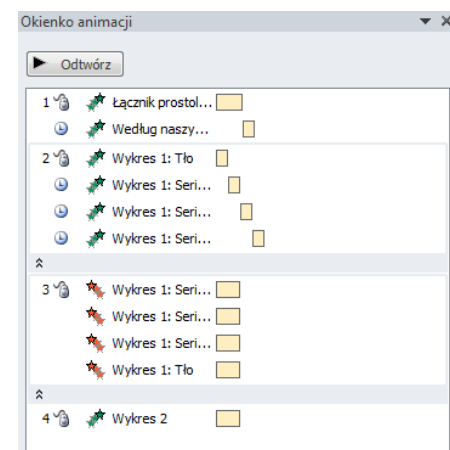 Okienko animacji
Odtwórz
1 Łącznik prostol...
Według naszy...
2 Wykres 1: Tło
Wykres 1: Seri...
Wykres 1: Seri...
Wykres 1: Seri...
3 Wykres 1: Seri...
Wykres 1: Seri...
Wykres 1: Seri...
Wykres 1: Tło
4 Wykres 2